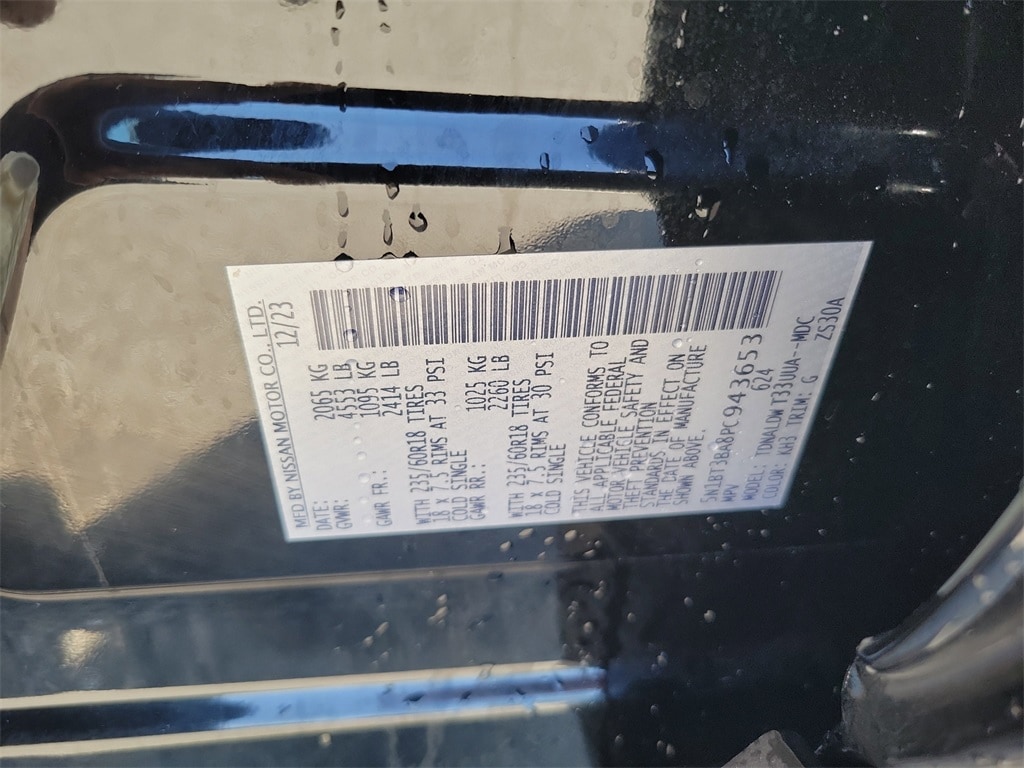 MFD BY NISSAN MOTOR CO., LTD.
DATE: 12/23
GVWR: 2065 KG
4553 LB
GAWR FR.: 1095 KG
2414 LB
WITH 235/60R18 TIRES
18 X 7.5 RIMS AT 33 PSI
COLD SINGLE
GAWR RR.: 1025 KG
2260 LB
WITH 235/60R18 TIRES
18 X 7.5 RIMS AT 30 PSI
COLD SINGLE
THIS VEHICLE CONFORMS TO
ALL APPLICABLE FEDERAL
MOTOR VEHICLE SAFETY AND
THEFT PREVENTION
STANDARDS IN EFFECT ON
THE DATE OF MANUFACTURE
SHOWN ABOVE.
5N1BT3BA8PC943653
MPV 624
MODEL: TDNALDWT33UUA--MDC
COLOR: KH3 TRIM: G ZS30A